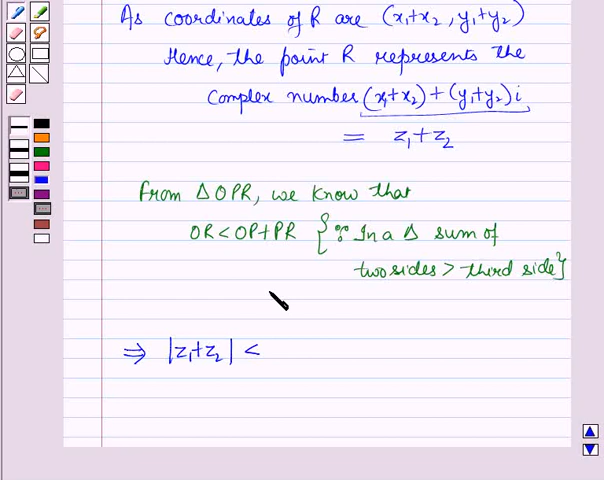 As coordinates of R are (x₁+x₂, y₁+y₂)
Hence, the point R represents the
Complex number (x₁+x₂)+(y₁+y₂)i
= z₁+z₂
From △OPR, we know that
OR<OP+PR {∵ In a △ sum of
two sides > third side}
⇒ |z₁+z₂| <